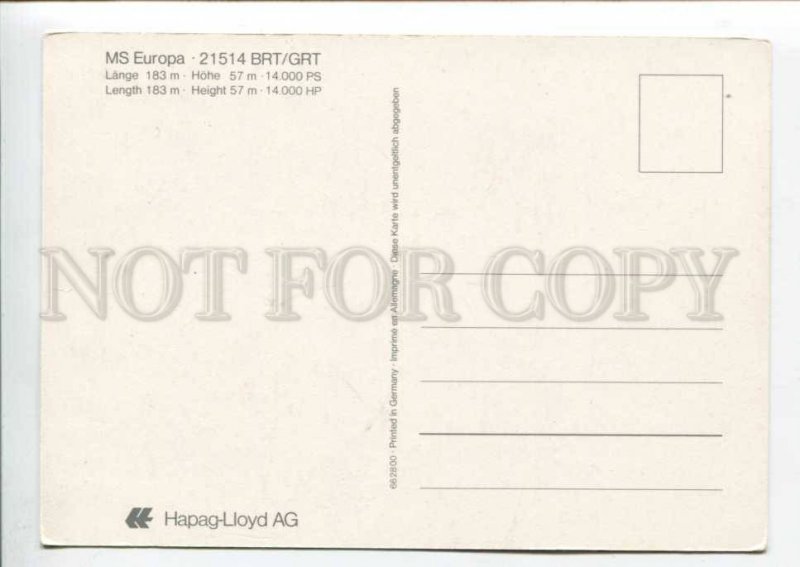 MS Europa · 21514 BRT/GRT
Länge 183 m · Höhe 57 m · 14.000 PS
Length 183 m · Height 57 m · 14.000 HP
662800 · Printed in Germany · Imprimé en Allemagne · Diese Karte wird unentgeltlich abgegeben
NOT FOR COPY
Hapag-Lloyd AG